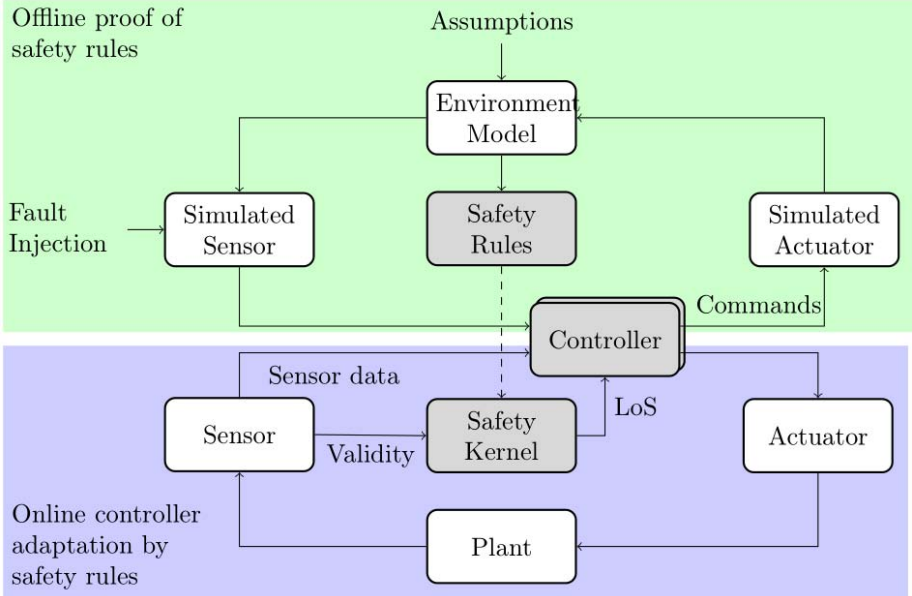 Offline proof of
safety rules
Assumptions
Environment
Model
Fault
Injection
Simulated
Sensor
Safety
Rules
Simulated
Actuator
Commands
Controller
Sensor data
LoS
Sensor
Validity
Safety
Kernel
Actuator
Online controller
adaptation by
safety rules
Plant